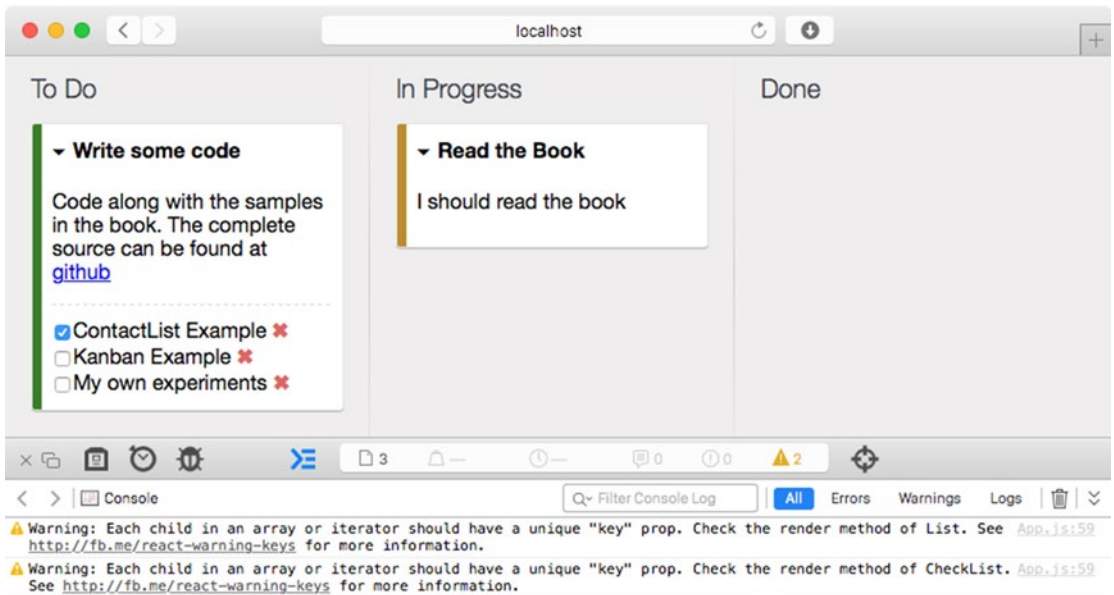 localhost
To Do
In Progress
Done
Write some code
Code along with the samples
in the book. The complete
source can be found at
github
ContactList Example ✖
Kanban Example ✖
My own experiments ✖
Read the Book
I should read the book
3 — — 0 0 2
Console Filter Console Log All Errors Warnings Logs
Warning: Each child in an array or iterator should have a unique "key" prop. Check the render method of List. See App.js:59
http://fb.me/react-warning-keys for more information.
Warning: Each child in an array or iterator should have a unique "key" prop. Check the render method of CheckList. App.js:59
See http://fb.me/react-warning-keys for more information.